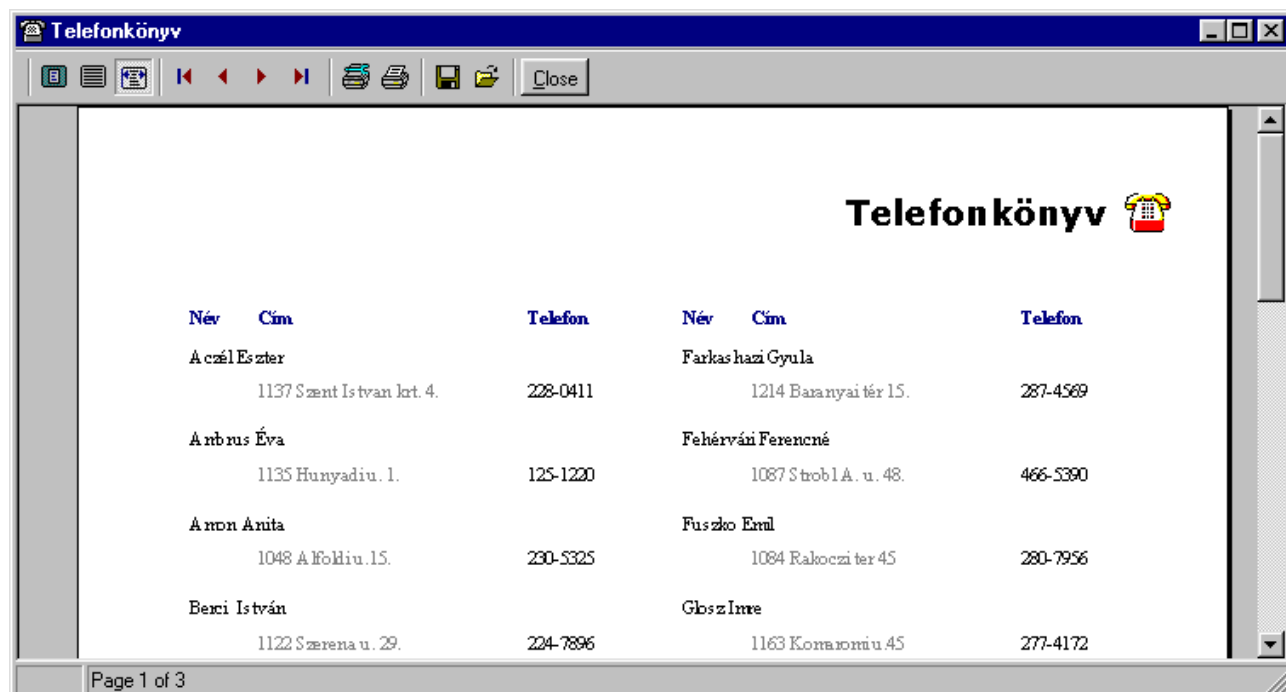 Telefonkönyv
Close
Telefonkönyv
Név Cím Telefon Név Cím Telefon
Aczél Eszter Farkashazi Gyula
1137 Szent Istvan krt. 4. 228-0411 1214 Baranyai tér 15. 287-4569
Ambrus Éva Fehérvári Ferencné
1135 Hunyadi u. 1. 125-1220 1087 Strobl A. u. 48. 466-5390
Amon Anita Fuszko Emil
1048 Alfoldi u.15. 230-5325 1084 Rakoczi ter 45 280-7956
Berci István Glosz Imre
1122 Szerena u. 29. 224-7896 1163 Komaromi u.45 277-4172
Page 1 of 3